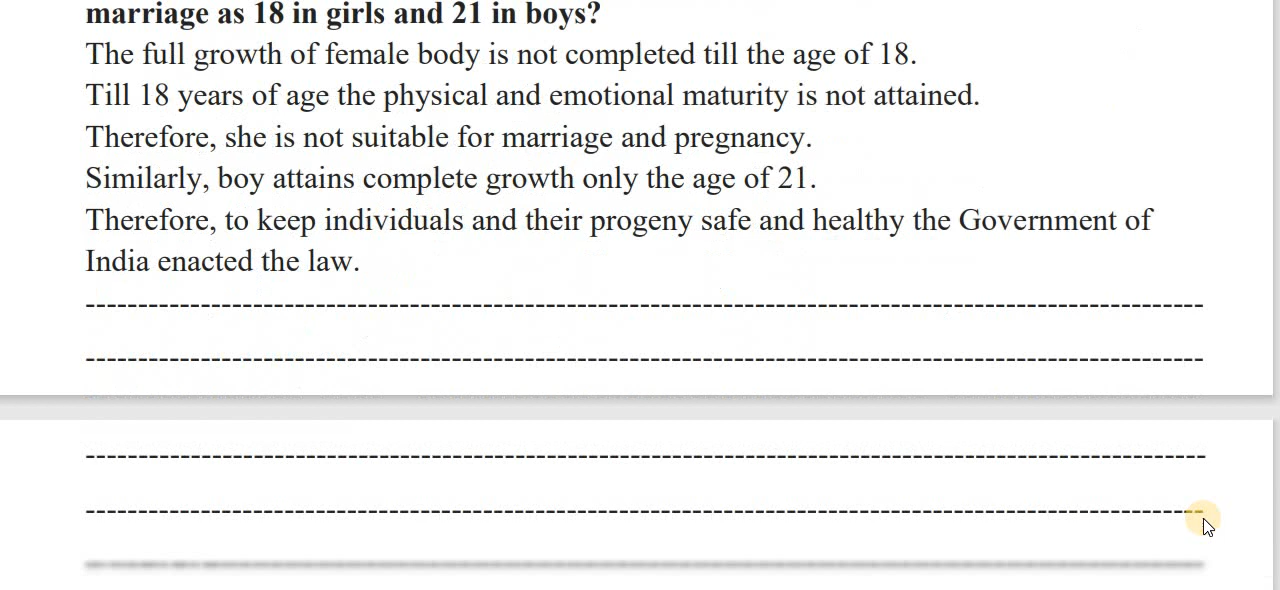 marriage as 18 in girls and 21 in boys?
The full growth of female body is not completed till the age of 18.
Till 18 years of age the physical and emotional maturity is not attained.
Therefore, she is not suitable for marriage and pregnancy.
Similarly, boy attains complete growth only the age of 21.
Therefore, to keep individuals and their progeny safe and healthy the Government of
India enacted the law.